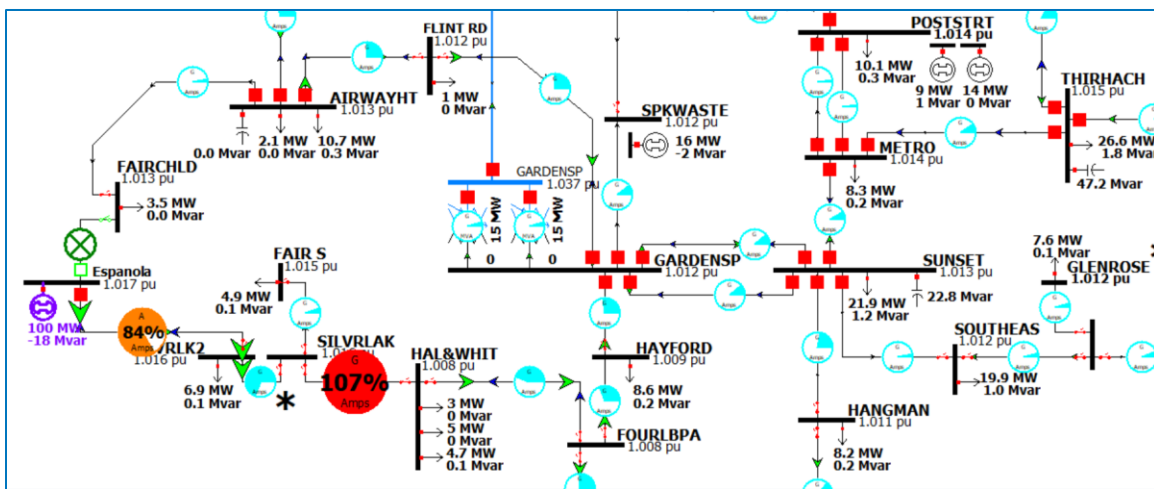 FLINT RD
1.012 pu
1 MW
0 Mvar
AIRWAYHT
1.013 pu
0.0 Mvar
2.1 MW
0.0 Mvar
10.7 MW
0.3 Mvar
FAIRCHLD
1.013 pu
3.5 MW
0.0 Mvar
Espanola
1.017 pu
100 MW
-18 Mvar
A
84%
Amps
1.016 pu
6.9 MW
0.1 Mvar
*
FAIR S
1.015 pu
4.9 MW
0.1 Mvar
SILVRLAK
G
107%
Amps
HAL&WHIT
1.008 pu
3 MW
0 Mvar
5 MW
0 Mvar
4.7 MW
0.1 Mvar
GARDENSP
1.037 pu
15 MW
0
15 MW
0
SPKWASTE
1.012 pu
16 MW
-2 Mvar
GARDENSP
1.012 pu
HAYFORD
1.009 pu
8.6 MW
0.2 Mvar
FOURLBPA
1.008 pu
POSTSTRT
1.014 pu
10.1 MW
0.3 Mvar
9 MW
1 Mvar
14 MW
0 Mvar
METRO
1.014 pu
8.3 MW
0.2 Mvar
THIRHACH
1.015 pu
26.6 MW
1.8 Mvar
47.2 Mvar
SUNSET
1.013 pu
21.9 MW
1.2 Mvar
22.8 Mvar
7.6 MW
0.1 Mvar
GLENROSE
1.012 pu
SOUTHEAS
1.012 pu
19.9 MW
1.0 Mvar
HANGMAN
1.011 pu
8.2 MW
0.2 Mvar